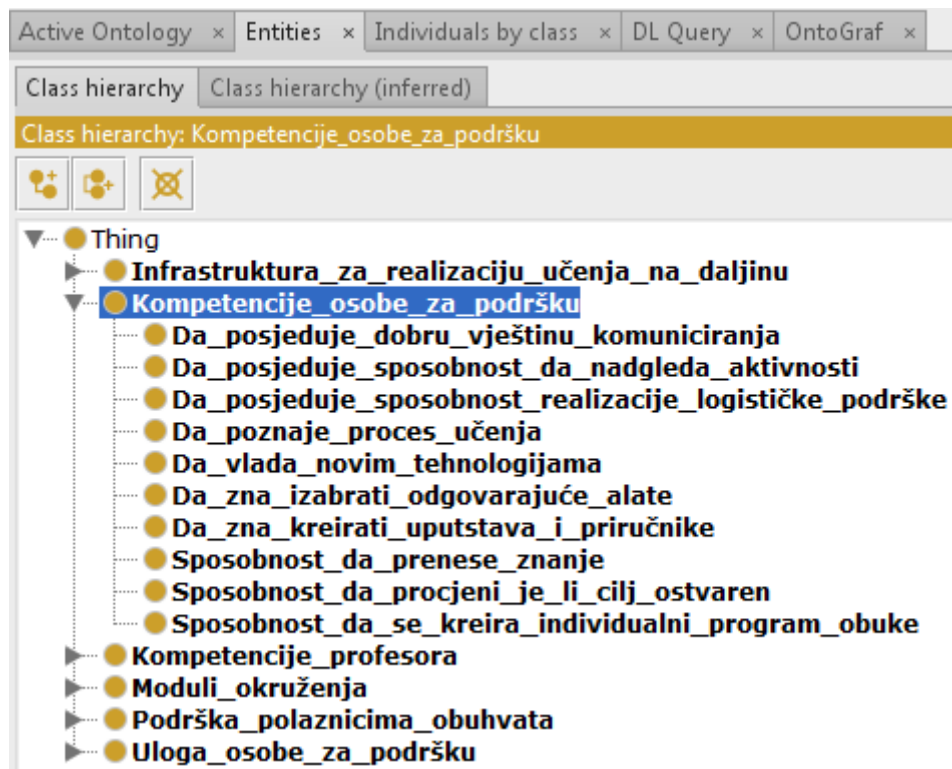 Active Ontology × Entities × Individuals by class × DL Query × OntoGraf ×
Class hierarchy Class hierarchy (inferred)
Class hierarchy: Kompetencije_osobe_za_podršku
Thing
Infrastruktura_za_realizaciju_učenja_na_daljinu
Kompetencije_osobe_za_podršku
Da_posjeduje_dobru_vještinu_komuniciranja
Da_posjeduje_sposobnost_da_nadgleda_aktivnosti
Da_posjeduje_sposobnost_realizacije_logističke_podrške
Da_poznaje_proces_učenja
Da_vlada_novim_tehnologijama
Da_zna_izabrati_odgovarajuće_alate
Da_zna_kreirati_uputstava_i_priručnike
Sposobnost_da_prenese_znanje
Sposobnost_da_procjeni_je_li_cilj_ostvaren
Sposobnost_da_se_kreira_individualni_program_obuke
Kompetencije_profesora
Moduli_okruženja
Podrška_polaznicima_obuhvata
Uloga_osobe_za_podršku